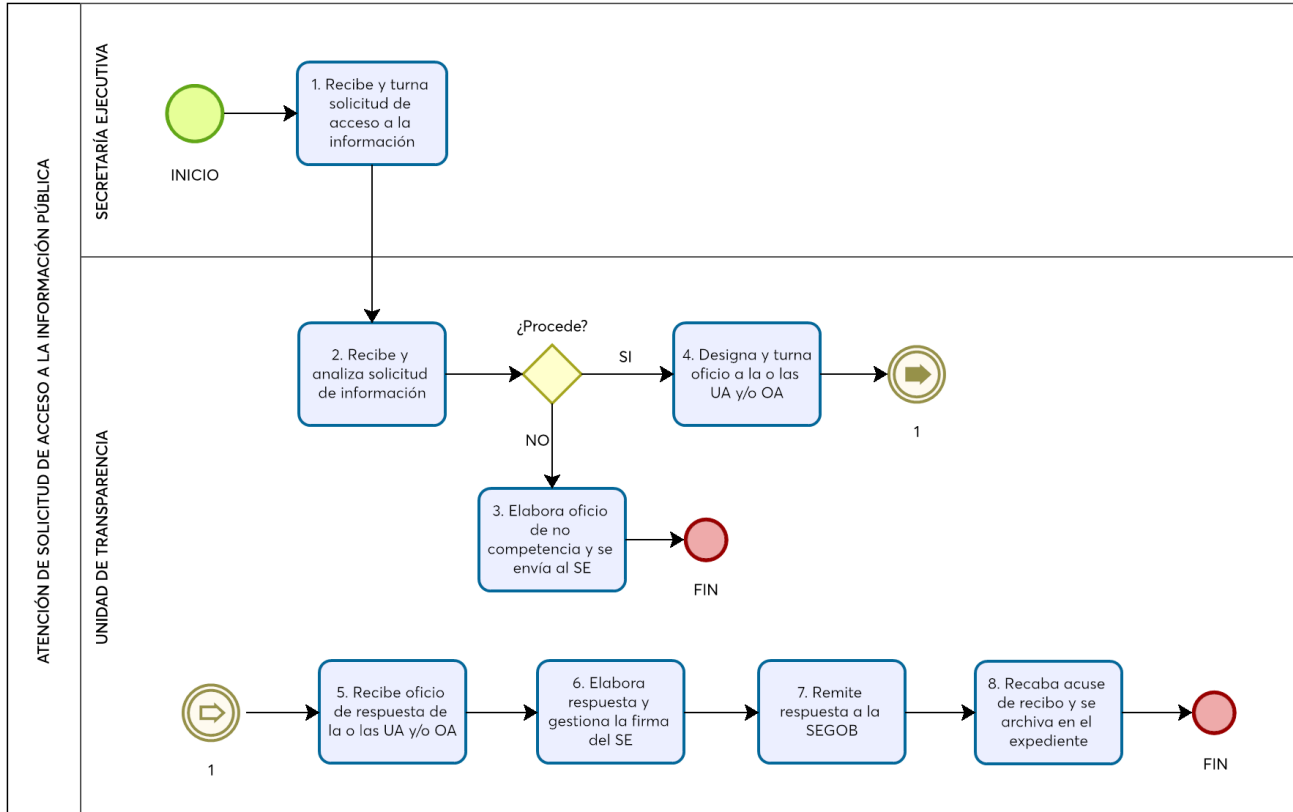 ATENCIÓN DE SOLICITUD DE ACCESO A LA INFORMACIÓN PÚBLICA
SECRETARÍA EJECUTIVA
INICIO
1. Recibe y turna
solicitud de
acceso a la
información
UNIDAD DE TRANSPARENCIA
2. Recibe y
analiza solicitud
de información
¿Procede?
SI
4. Designa y turna
oficio a la o las
UA y/o OA
1
NO
3. Elabora oficio
de no
competencia y se
envía al SE
FIN
1
5. Recibe oficio
de respuesta de
la o las UA y/o OA
6. Elabora
respuesta y
gestiona la firma
del SE
7. Remite
respuesta a la
SEGOB
8. Recaba acuse
de recibo y se
archiva en el
expediente
FIN